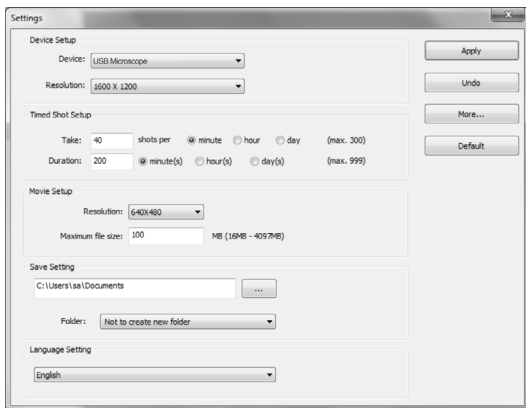 Settings
Device Setup
Device: USB Microscope
Resolution: 1600 X 1200
Timed Shot Setup
Take: 40 shots per minute hour day (max. 300)
Duration: 200 minute(s) hour(s) day(s) (max. 999)
Movie Setup
Resolution: 640X480
Maximum file size: 100 MB (16MB - 4097MB)
Save Setting
C:\Users\sa\Documents
...
Folder: Not to create new folder
Language Setting
English
Apply
Undo
More...
Default